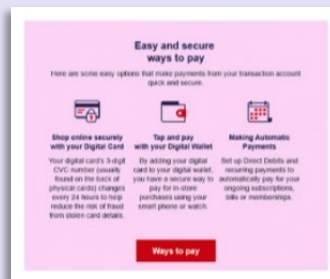 Easy and secure
ways to pay
Here are some easy options that make payments from your transaction account
quick and secure.
Shop online securely
with your Digital Card
Your digital card's 3-digit
CVC number (usually
found on the back of
physical cards) changes
every 24 hours to help
reduce the risk of fraud
from stolen card details.
Tap and pay
with your Digital Wallet
By adding your digital
card to your digital wallet,
you have a secure way to
pay for in store
purchases using your
smart phone or watch.
Making Automatic
Payments
Set up Direct Debits and
recurring payments to
automatically pay for your
ongoing subscriptions,
bills or memberships.
Ways to pay